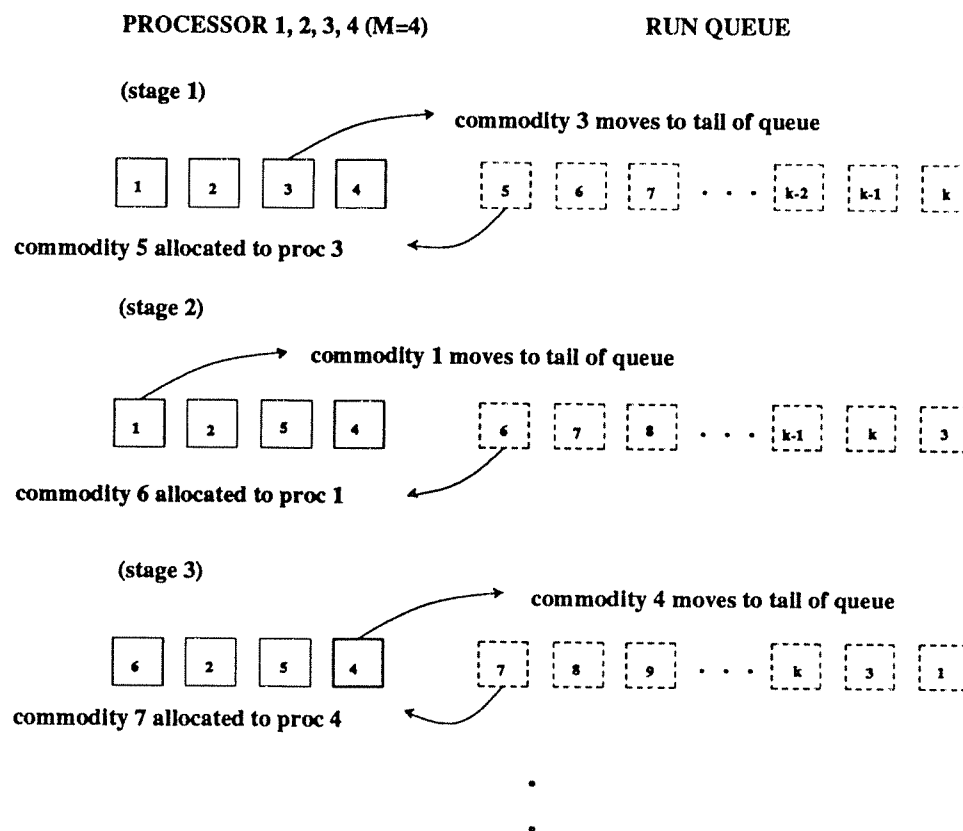 PROCESSOR 1, 2, 3, 4 (M=4) RUN QUEUE
(stage 1)
commodity 3 moves to tail of queue
1 2 3 4 5 6 7 . . . k-2 k-1 k
commodity 5 allocated to proc 3
(stage 2)
commodity 1 moves to tail of queue
1 2 5 4 6 7 8 . . . k-1 k 3
commodity 6 allocated to proc 1
(stage 3)
commodity 4 moves to tail of queue
6 2 5 4 7 8 9 . . . k 3 1
commodity 7 allocated to proc 4
.
.